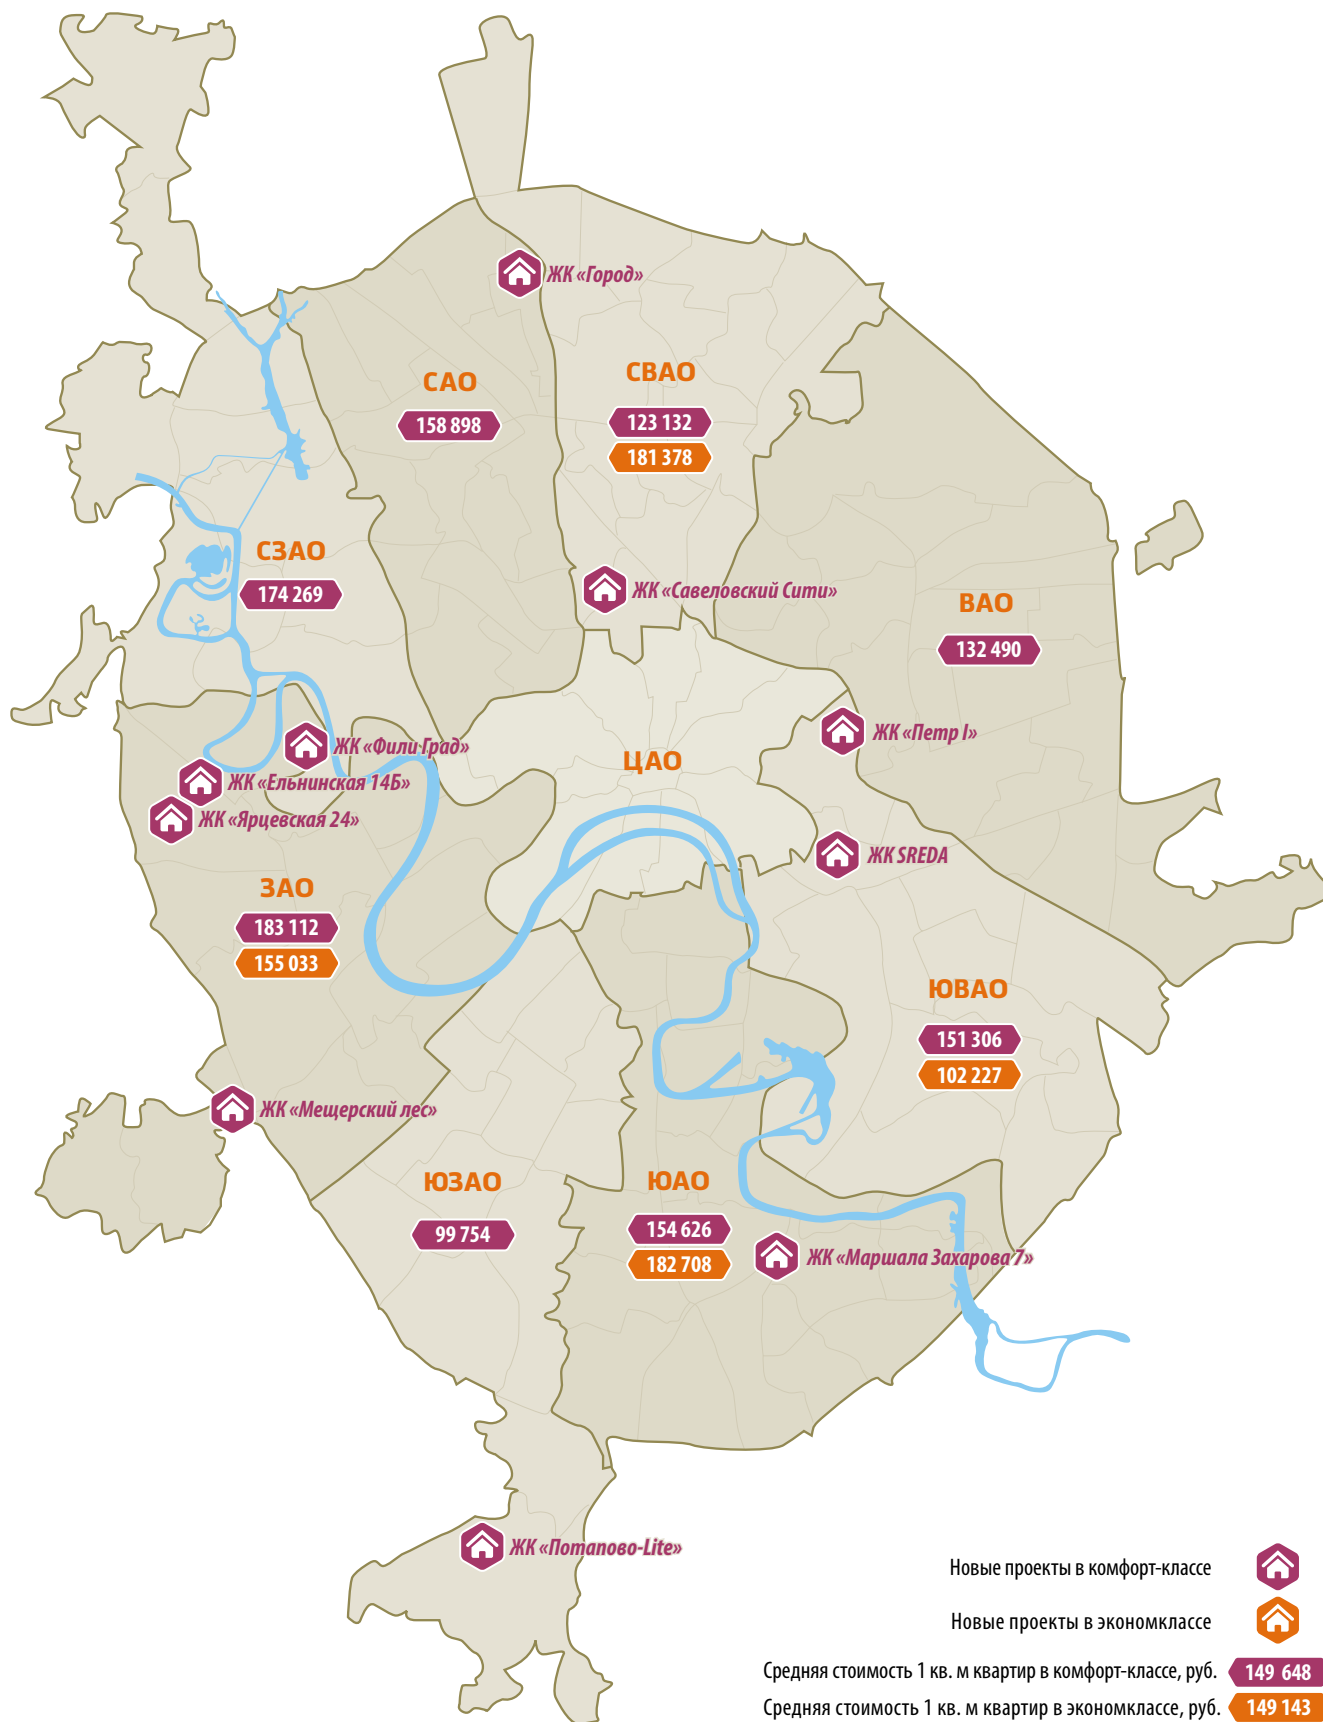 ЖК «Город»
САО
158 898
СВАО
123 132
181 378
СЗАО
174 269
ЖК «Савеловский Сити»
ВАО
132 490
ЖК «Петр I»
ЖК «Фили Град»
ЖК «Ельнинская 14Б»
ЖК «Ярцевская 24»
ЦАО
ЖК SREDA
ЗАО
183 112
155 033
ЮВАО
151 306
102 227
ЖК «Мещерский лес»
ЮЗАО
99 754
ЮАО
154 626
182 708
ЖК «Маршала Захарова 7»
ЖК «Потапово-Lite»
Новые проекты в комфорт-классе
Новые проекты в экономклассе
Средняя стоимость 1 кв. м квартир в комфорт-классе, руб. 149 648
Средняя стоимость 1 кв. м квартир в экономклассе, руб. 149 143